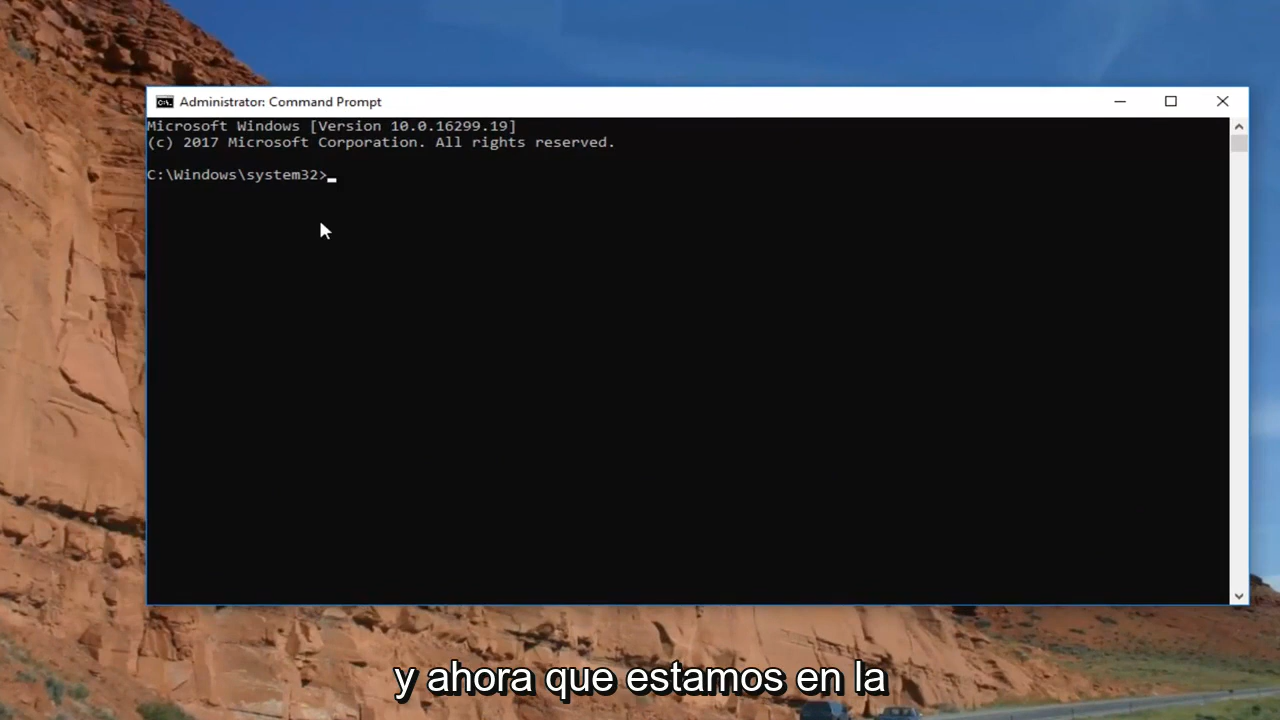 Administrator: Command Prompt
Microsoft Windows [Version 10.0.16299.19]
(c) 2017 Microsoft Corporation. All rights reserved.
C:\Windows\system32>
y ahora que estamos en la